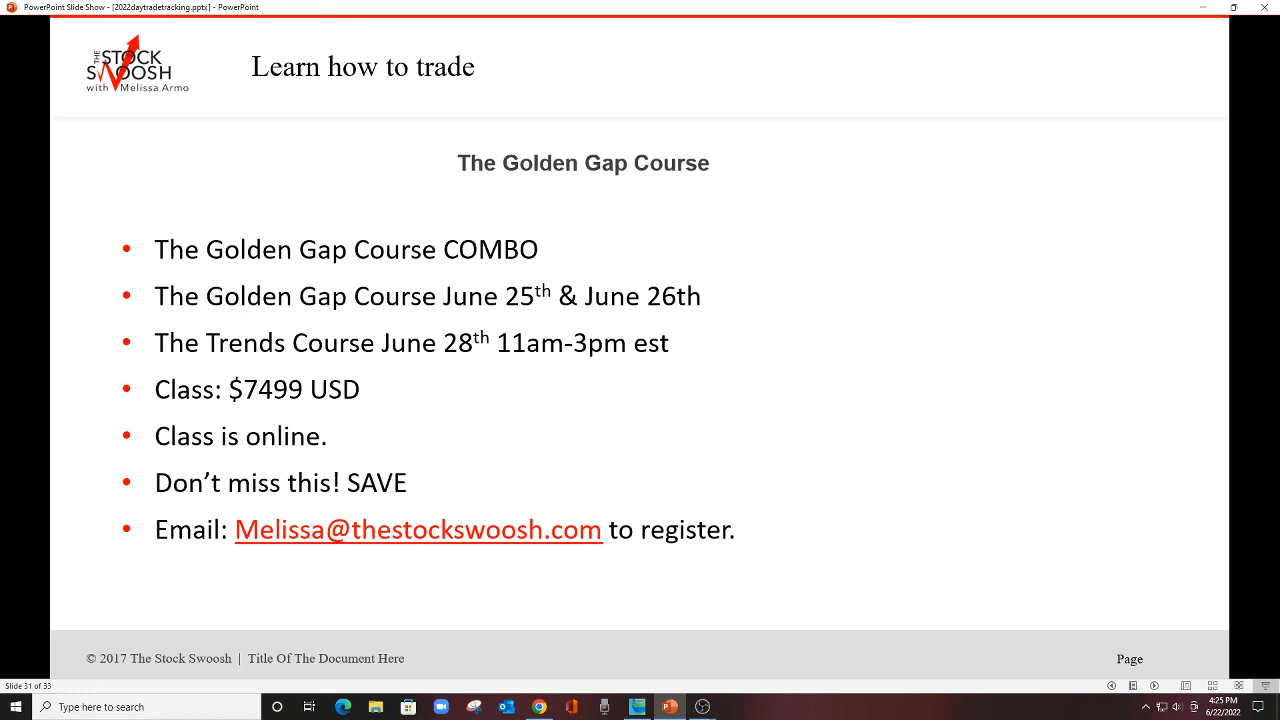 PowerPoint Slide Show - [2022daytradetracking.pptx] - PowerPoint
THE
STOCK
SWOOSH
with Melissa Armo
Learn how to trade
The Golden Gap Course
• The Golden Gap Course COMBO
• The Golden Gap Course June 25th & June 26th
• The Trends Course June 28th 11am-3pm est
• Class: $7499 USD
• Class is online.
• Don’t miss this! SAVE
• Email: Melissa@thestockswoosh.com to register.
© 2017 The Stock Swoosh | Title Of The Document Here
Page
Slide 31 of 33
Type here to search
4:25 PM
6/22/2022